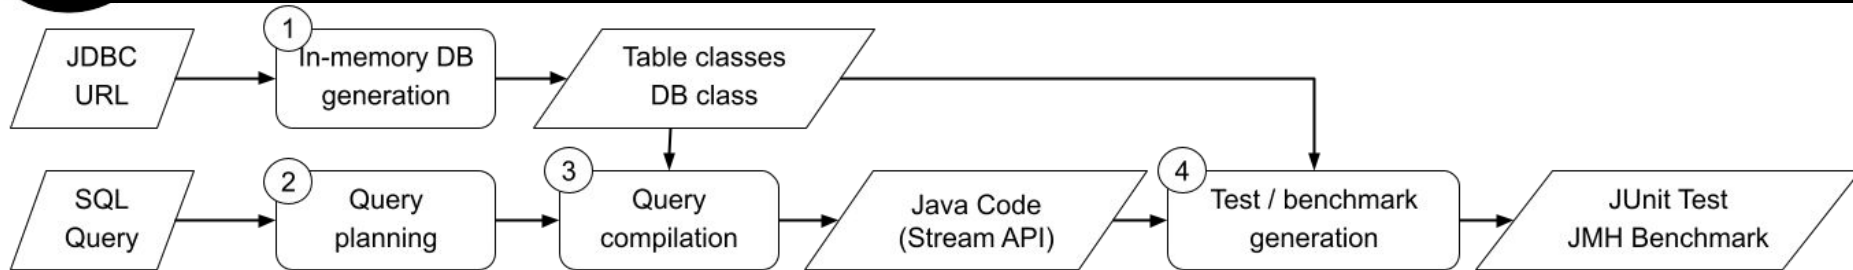 JDBC
URL
1
In-memory DB
generation
Table classes
DB class
SQL
Query
2
Query
planning
3
Query
compilation
Java Code
(Stream API)
4
Test / benchmark
generation
JUnit Test
JMH Benchmark